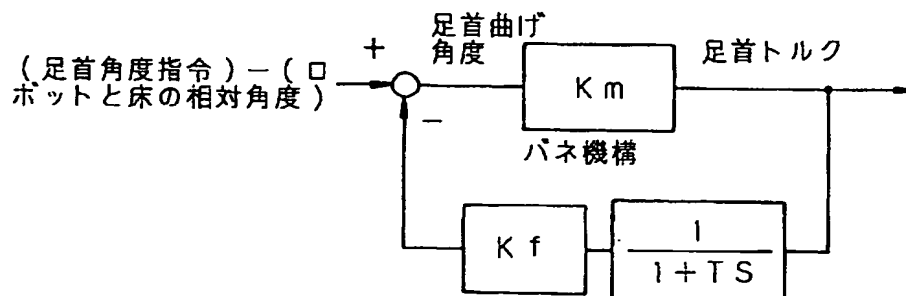 (足首角度指令)−(ロ
ボットと床の相対角度)
+
−
足首曲げ
角度
Km
バネ機構
足首トルク
Kf
1
1+TS